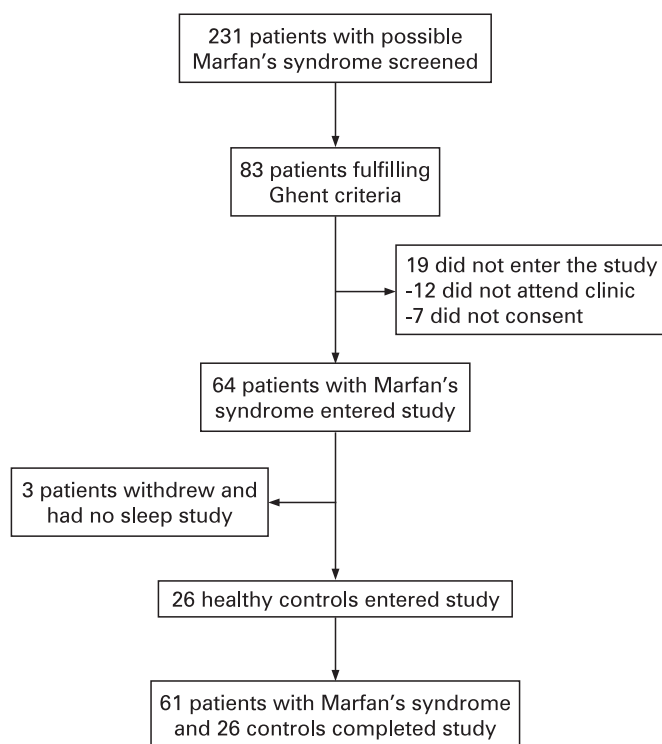 231 patients with possible
Marfan's syndrome screened
83 patients fulfilling
Ghent criteria
19 did not enter the study
-12 did not attend clinic
-7 did not consent
64 patients with Marfan's
syndrome entered study
3 patients withdrew and
had no sleep study
26 healthy controls entered study
61 patients with Marfan's syndrome
and 26 controls completed study